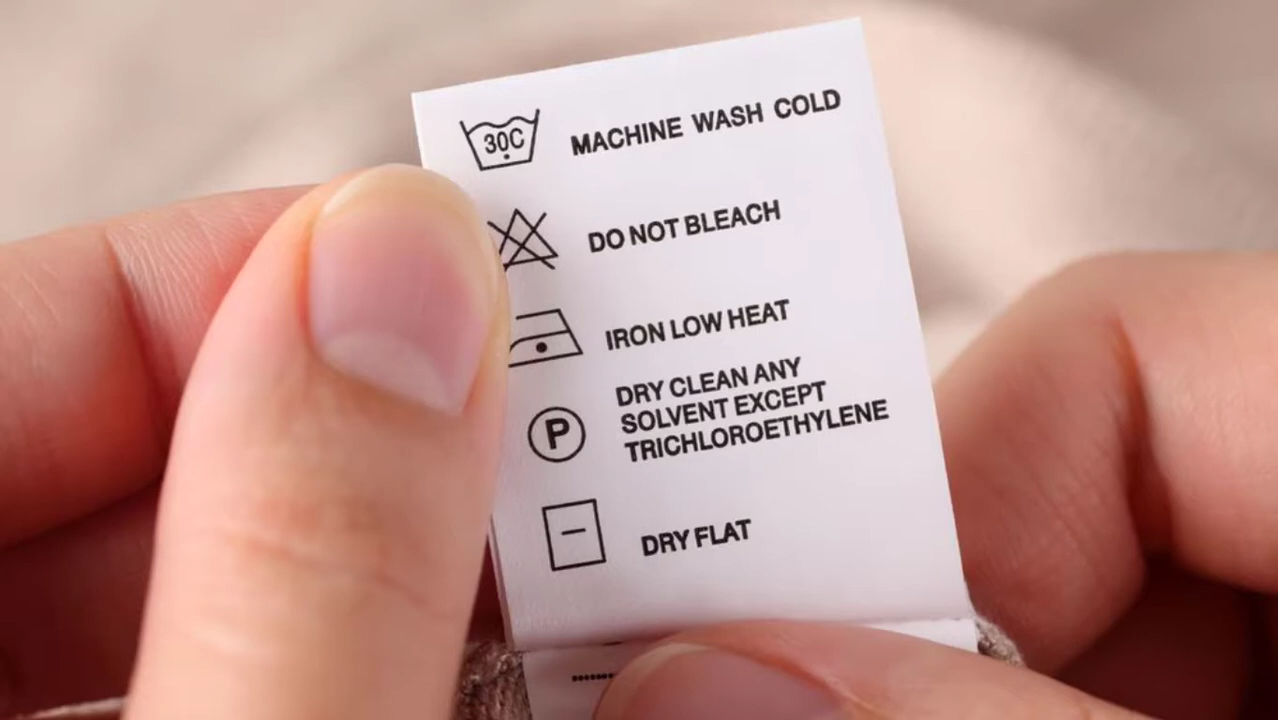 30C MACHINE WASH COLD
DO NOT BLEACH
IRON LOW HEAT
DRY CLEAN ANY
SOLVENT EXCEPT
P TRICHLOROETHYLENE
DRY FLAT